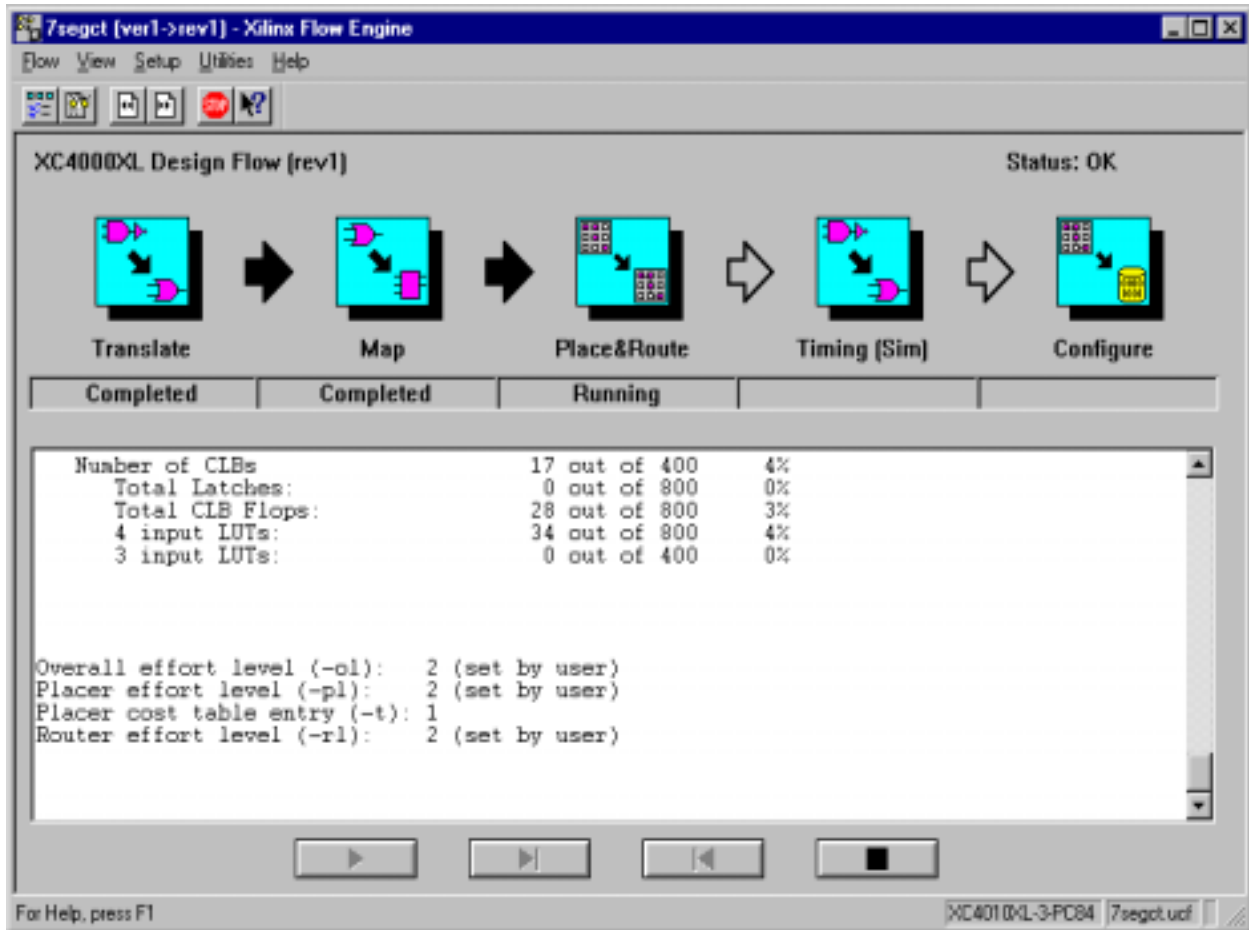 7segct (ver1->rev1) - Xilinx Flow Engine
Flow View Setup Utilities Help
STOP
XC4000XL Design Flow (rev1) Status: OK
Translate Map Place&Route Timing (Sim) Configure
Completed Completed Running
Number of CLBs 17 out of 400 4%
Total Latches: 0 out of 800 0%
Total CLB Flops: 28 out of 800 3%
4 input LUTs: 34 out of 800 4%
3 input LUTs: 0 out of 400 0%
Overall effort level (-ol): 2 (set by user)
Placer effort level (-pl): 2 (set by user)
Placer cost table entry (-t): 1
Router effort level (-rl): 2 (set by user)
For Help, press F1 XC4010XL-3-PC84 7segct.ucf